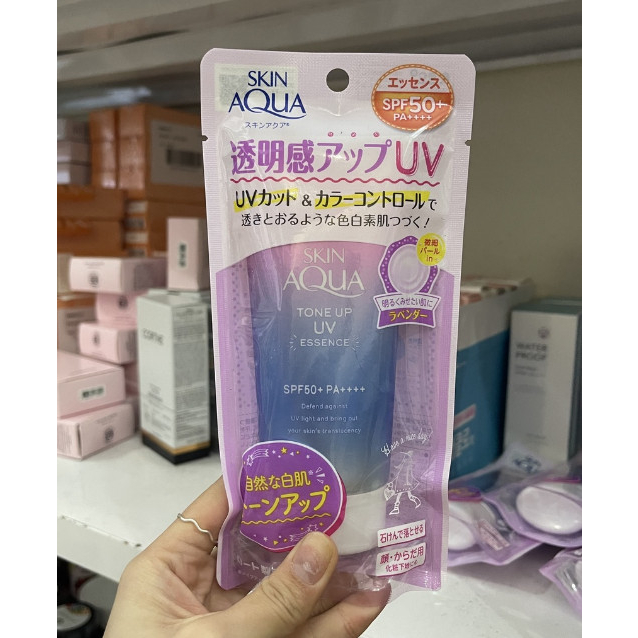 SKIN
AQUA
スキンアクア
エッセンス
SPF50+
PA++++
透明感アップUV
UVカット&カラーコントロールで
透きとおるような色白素肌つづく!
微細
パール
in
明るくみせたい肌に
ラベンダー
SKIN
AQUA
TONE UP
UV
ESSENCE
SPF50+ PA++++
Defend against
UV light and bring out
your skin's translucency
Have a nice day!
自然な白肌
トーンアップ
石けんで落とせる
顔・からだ用
化粧下地にも
WATER
PROOF